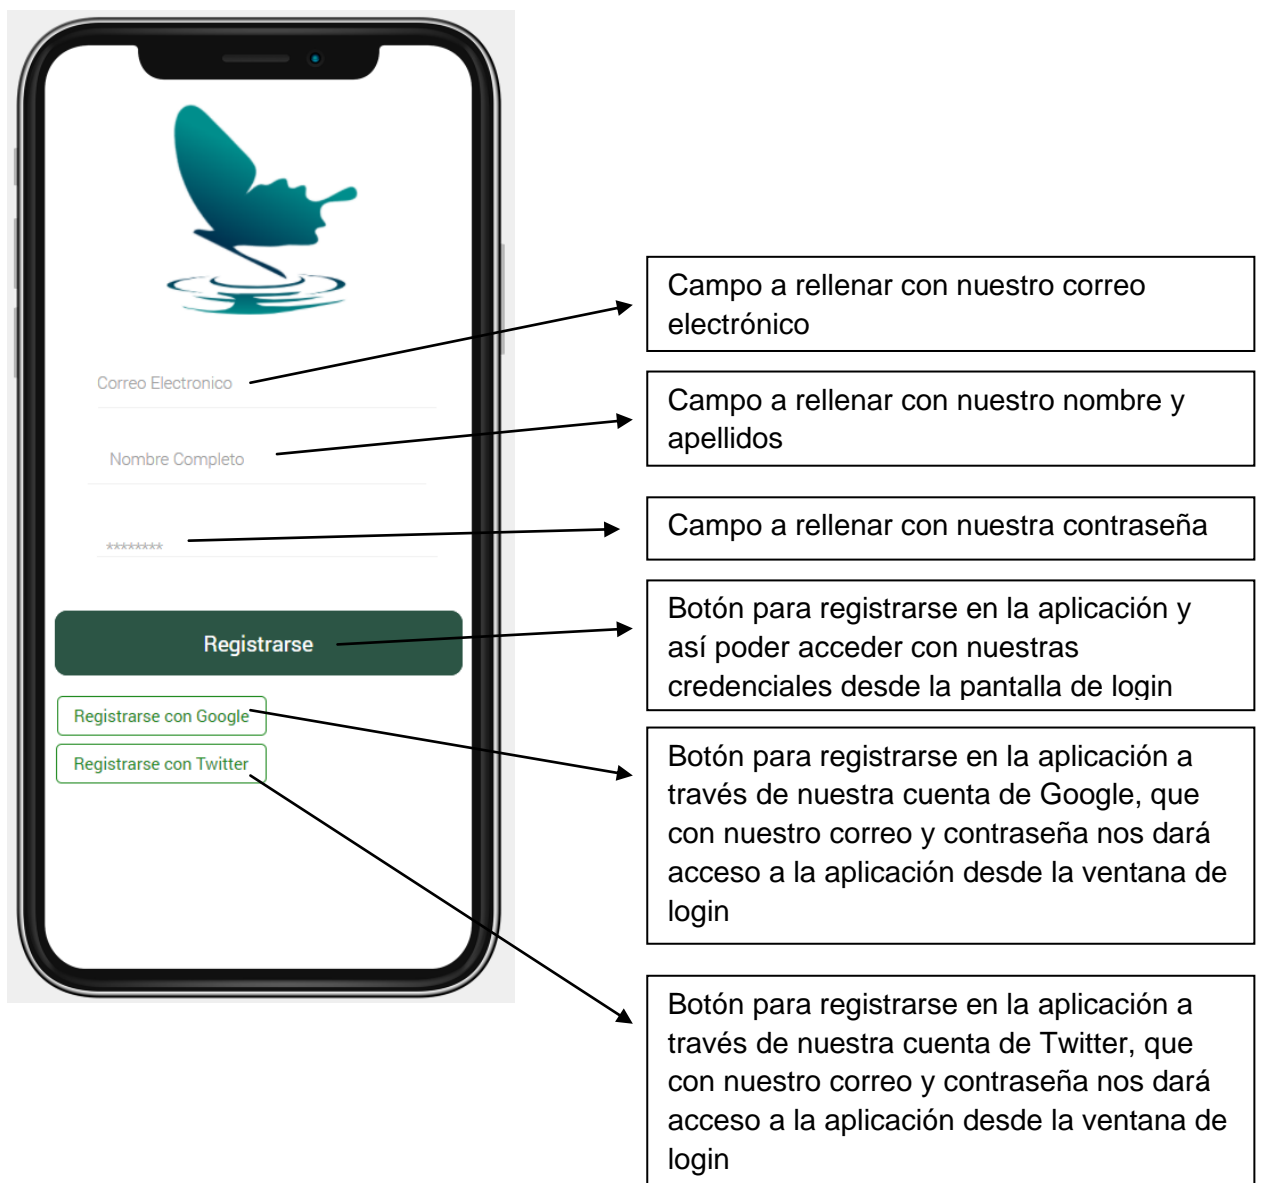 Correo Electronico
Nombre Completo
********
Registrarse
Registrarse con Google
Registrarse con Twitter
Campo a rellenar con nuestro correo
electrónico
Campo a rellenar con nuestro nombre y
apellidos
Campo a rellenar con nuestra contraseña
Botón para registrarse en la aplicación y
así poder acceder con nuestras
credenciales desde la pantalla de login
Botón para registrarse en la aplicación a
través de nuestra cuenta de Google, que
con nuestro correo y contraseña nos dará
acceso a la aplicación desde la ventana de
login
Botón para registrarse en la aplicación a
través de nuestra cuenta de Twitter, que
con nuestro correo y contraseña nos dará
acceso a la aplicación desde la ventana de
login